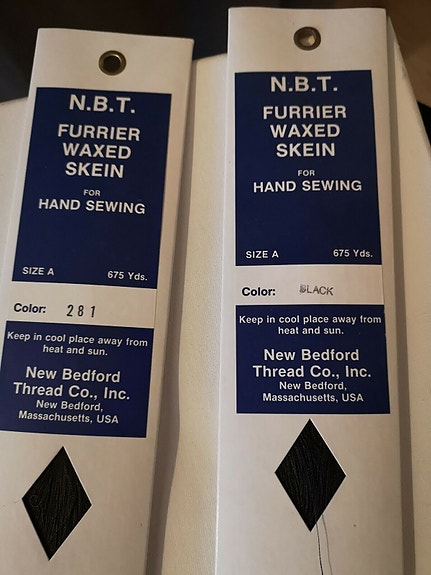 N.B.T.
FURRIER
WAXED
SKEIN
FOR
HAND SEWING
SIZE A 675 Yds.
Color: 281
Keep in cool place away from
heat and sun.
New Bedford
Thread Co., Inc.
New Bedford,
Massachusetts, USA
N.B.T.
FURRIER
WAXED
SKEIN
FOR
HAND SEWING
SIZE A 675 Yds.
Color: BLACK
Keep in cool place away from
heat and sun.
New Bedford
Thread Co., Inc.
New Bedford,
Massachusetts, USA